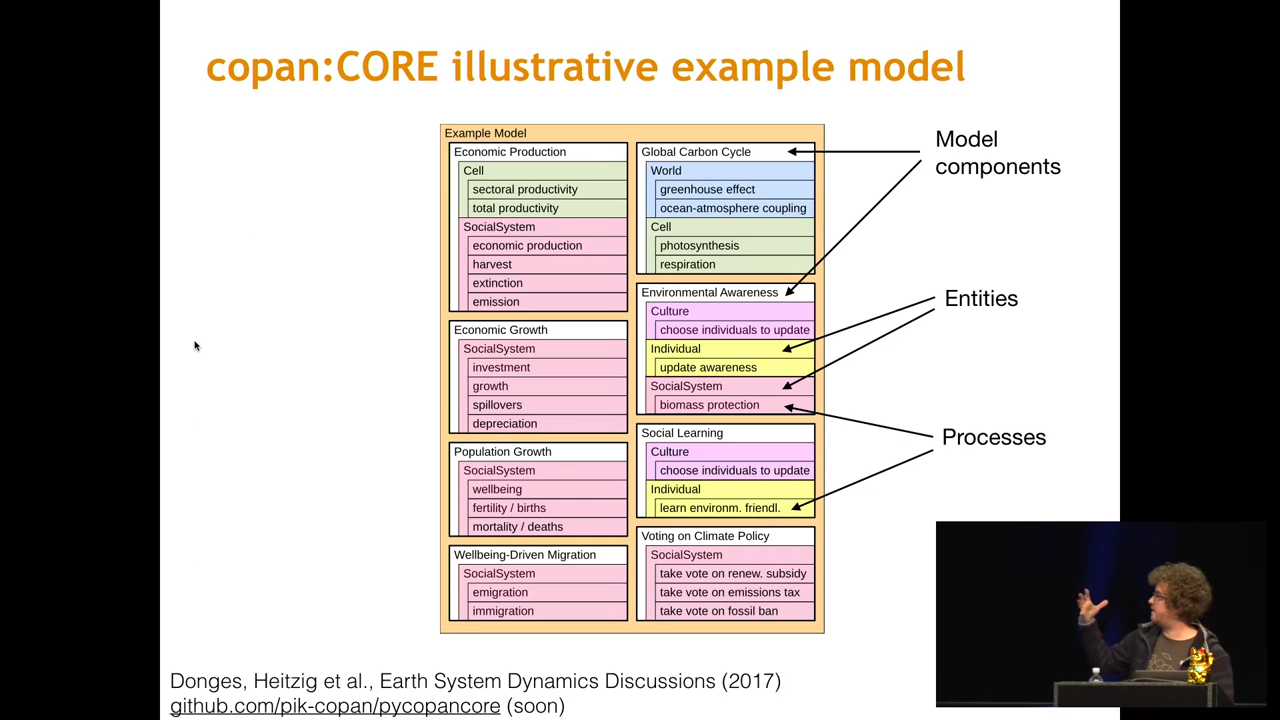 copan:CORE illustrative example model
Example Model
Economic Production
Cell
sectoral productivity
total productivity
SocialSystem
economic production
harvest
extinction
emission
Economic Growth
SocialSystem
investment
growth
spillovers
depreciation
Population Growth
SocialSystem
wellbeing
fertility / births
mortality / deaths
Wellbeing-Driven Migration
SocialSystem
emigration
immigration
Global Carbon Cycle
World
greenhouse effect
ocean-atmosphere coupling
Cell
photosynthesis
respiration
Environmental Awareness
Culture
choose individuals to update
Individual
update awareness
SocialSystem
biomass protection
Social Learning
Culture
choose individuals to update
Individual
learn environm. friendl.
Voting on Climate Policy
SocialSystem
take vote on renew. subsidy
take vote on emissions tax
take vote on fossil ban
Model
components
Entities
Processes
Donges, Heitzig et al., Earth System Dynamics Discussions (2017)
github.com/pik-copan/pycopancore (soon)